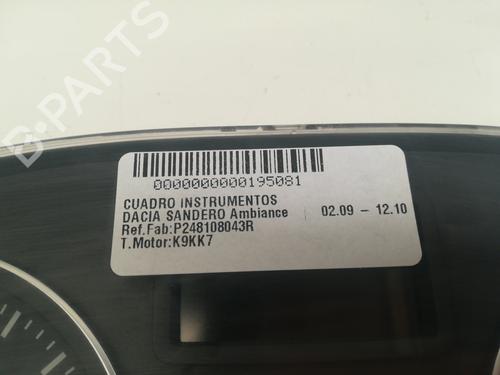 0000000000195081
CUADRO INSTRUMENTOS
DACIA SANDERO Ambiance 02.09 - 12.10
Ref.Fab:P248108043R
T.Motor:K9KK7
B-PARTS